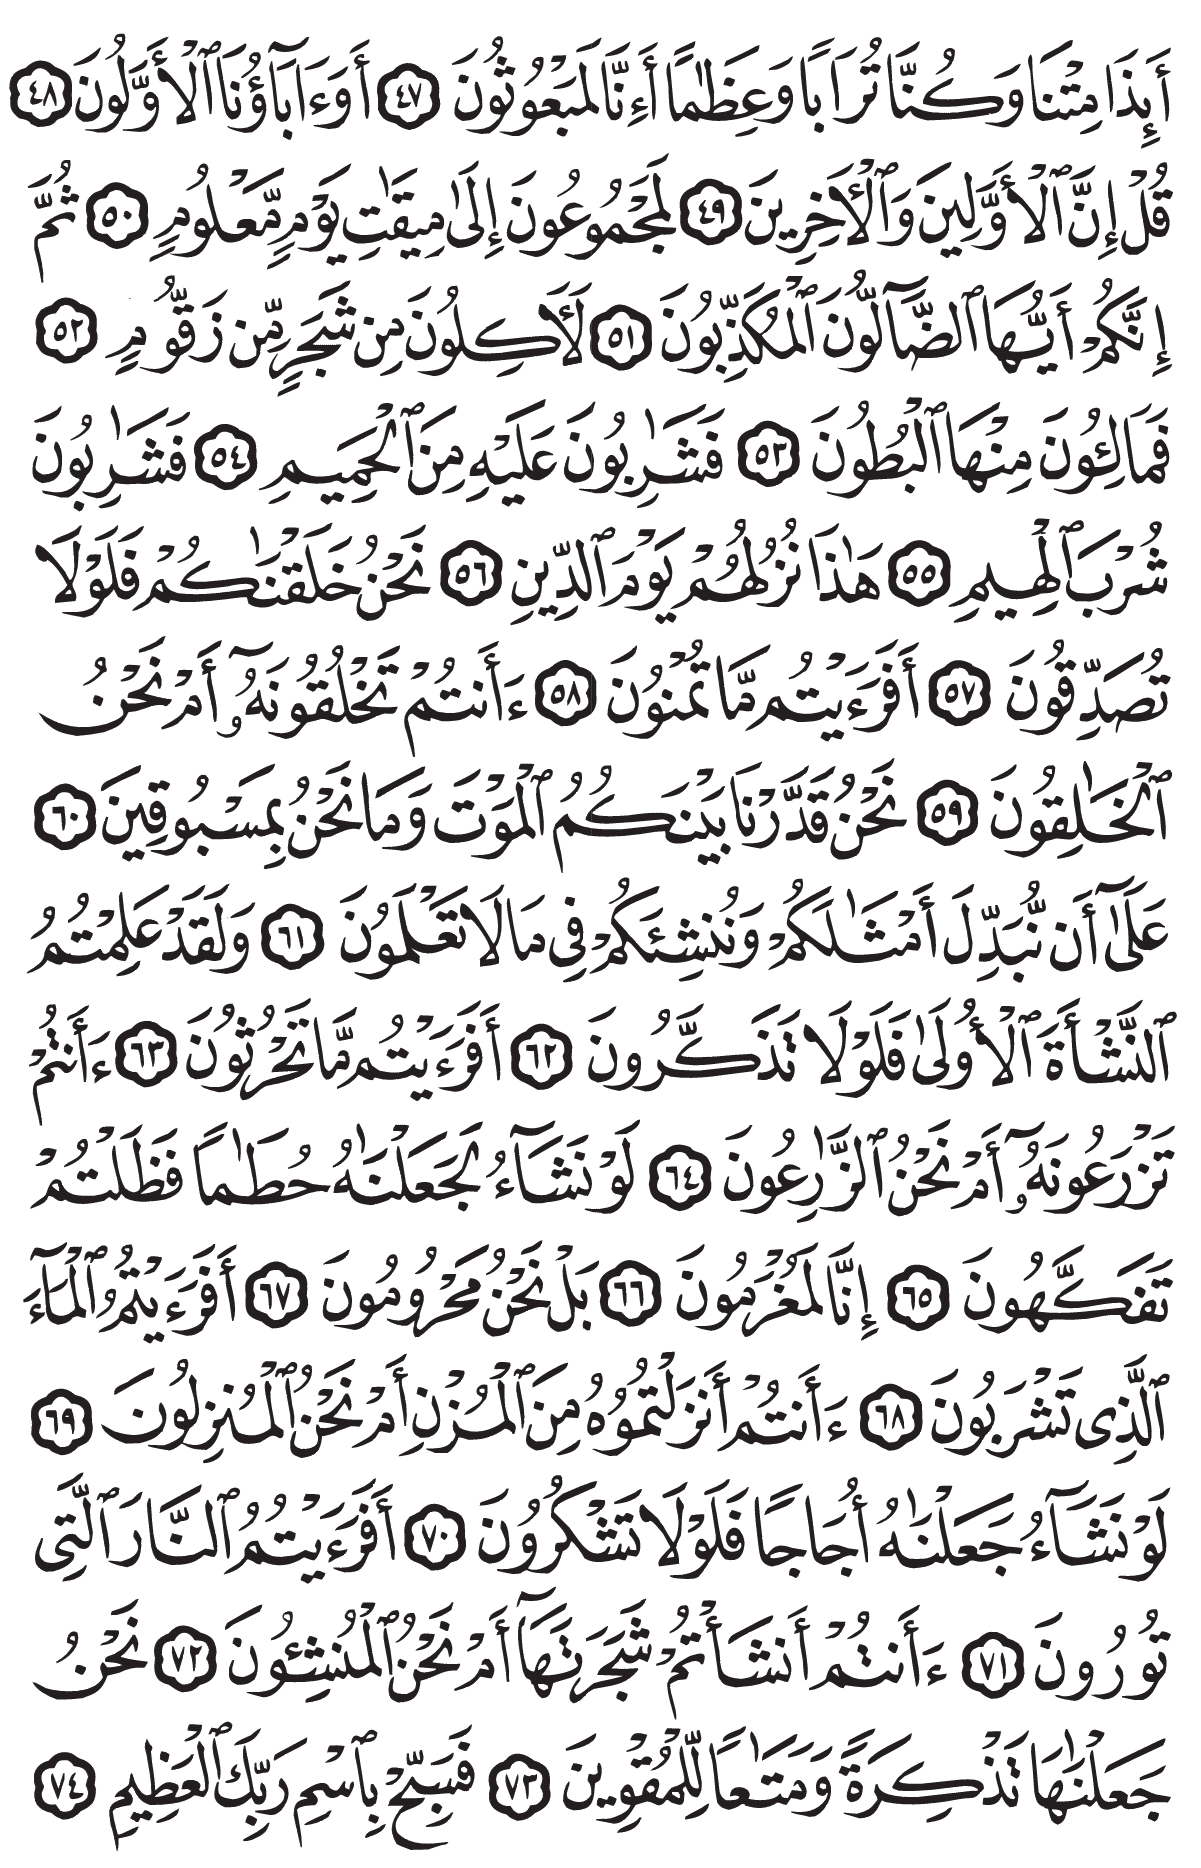 أَىِٕذَا مِتْنَا وَكُنَّا تُرَابًا وَعِظَٰمًا أَءِنَّا لَمَبْعُوثُونَ ٤٧ أَوَءَابَآؤُنَا ٱلْأَوَّلُونَ ٤٨
قُلْ إِنَّ ٱلْأَوَّلِينَ وَٱلْأَخِرِينَ ٤٩ لَمَجْمُوعُونَ إِلَىٰ مِيقَٰتِ يَوْمٍ مَّعْلُومٍ ٥٠ ثُمَّ
إِنَّكُمْ أَيُّهَا ٱلضَّآلُّونَ ٱلْمُكَذِّبُونَ ٥١ لَأَكِلُونَ مِن شَجَرٍ مِّن زَقُّومٍ ٥٢
فَمَالِـُٔونَ مِنْهَا ٱلْبُطُونَ ٥٣ فَشَٰرِبُونَ عَلَيْهِ مِنَ ٱلْحَمِيمِ ٥٤ فَشَٰرِبُونَ
شُرْبَ ٱلْهِيمِ ٥٥ هَٰذَا نُزُلُهُمْ يَوْمَ ٱلدِّينِ ٥٦ نَحْنُ خَلَقْنَٰكُمْ فَلَوْلَا
تُصَدِّقُونَ ٥٧ أَفَرَءَيْتُم مَّا تُمْنُونَ ٥٨ ءَأَنتُمْ تَخْلُقُونَهُۥٓ أَمْ نَحْنُ
ٱلْخَٰلِقُونَ ٥٩ نَحْنُ قَدَّرْنَا بَيْنَكُمُ ٱلْمَوْتَ وَمَا نَحْنُ بِمَسْبُوقِينَ ٦٠
عَلَىٰٓ أَن نُّبَدِّلَ أَمْثَٰلَكُمْ وَنُنشِئَكُمْ فِى مَا لَا تَعْلَمُونَ ٦١ وَلَقَدْ عَلِمْتُمُ
ٱلنَّشْأَةَ ٱلْأُولَىٰ فَلَوْلَا تَذَكَّرُونَ ٦٢ أَفَرَءَيْتُم مَّا تَحْرُثُونَ ٦٣ ءَأَنتُمْ
تَزْرَعُونَهُۥٓ أَمْ نَحْنُ ٱلزَّٰرِعُونَ ٦٤ لَوْ نَشَآءُ لَجَعَلْنَٰهُ حُطَٰمًا فَظَلْتُمْ
تَفَكَّهُونَ ٦٥ إِنَّا لَمُغْرَمُونَ ٦٦ بَلْ نَحْنُ مَحْرُومُونَ ٦٧ أَفَرَءَيْتُمُ ٱلْمَآءَ
ٱلَّذِى تَشْرَبُونَ ٦٨ ءَأَنتُمْ أَنزَلْتُمُوهُ مِنَ ٱلْمُزْنِ أَمْ نَحْنُ ٱلْمُنزِلُونَ ٦٩
لَوْ نَشَآءُ جَعَلْنَٰهُ أُجَاجًا فَلَوْلَا تَشْكُرُونَ ٧٠ أَفَرَءَيْتُمُ ٱلنَّارَ ٱلَّتِى
تُورُونَ ٧١ ءَأَنتُمْ أَنشَأْتُمْ شَجَرَتَهَآ أَمْ نَحْنُ ٱلْمُنشِـُٔونَ ٧٢ نَحْنُ
جَعَلْنَٰهَا تَذْكِرَةً وَمَتَٰعًا لِّلْمُقْوِينَ ٧٣ فَسَبِّحْ بِٱسْمِ رَبِّكَ ٱلْعَظِيمِ ٧٤